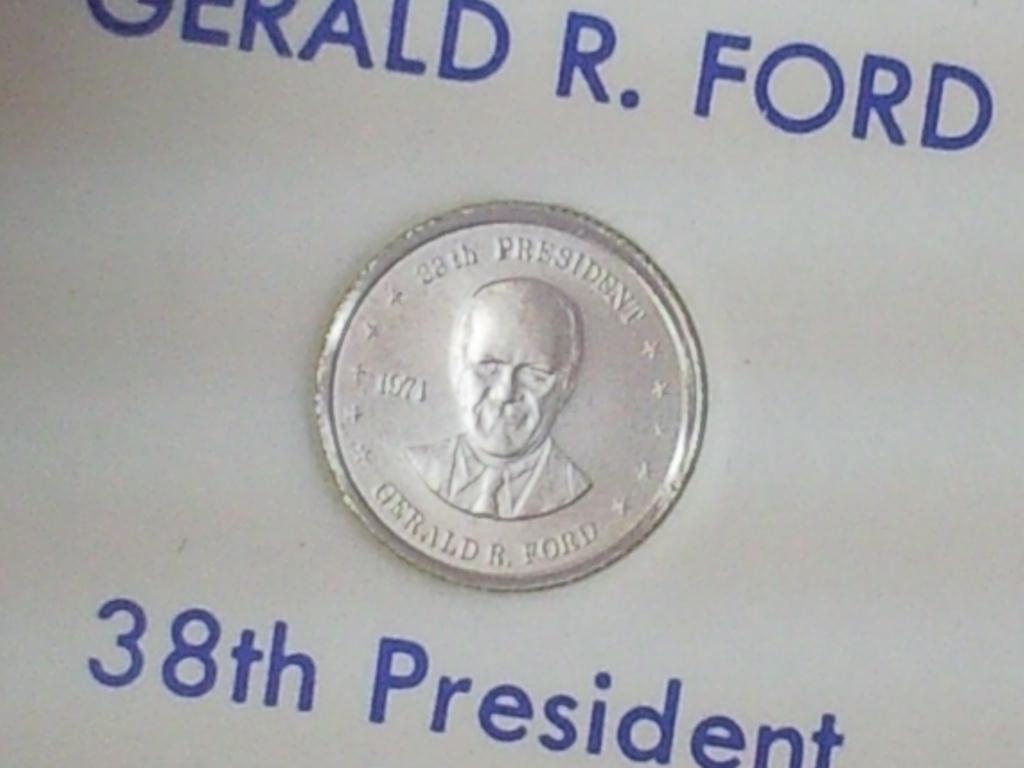 GERALD R. FORD
38th PRESIDENT
1974
GERALD R. FORD
38th President